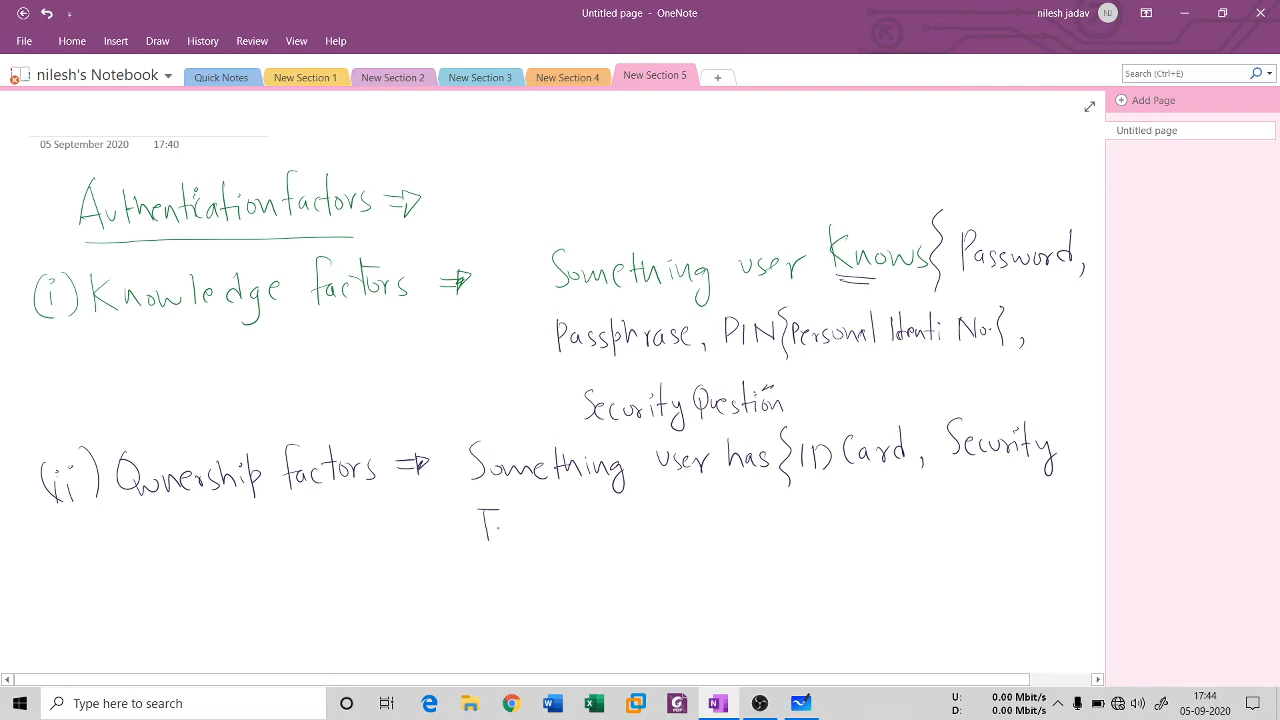 Untitled page - OneNote
nilesh jadav NJ
File Home Insert Draw History Review View Help
nilesh's Notebook Quick Notes New Section 1 New Section 2 New Section 3 New Section 4 New Section 5 +
Search (Ctrl+E)
Add Page
Untitled page
05 September 2020 17:40
Authentication factors ⇒
(i) Knowledge factors ⇒ Something user Knows { Password,
Passphrase, PIN {Personal Identi No.},
Security Question
(ii) Ownership factors ⇒ Something user has { ID Card, Security
T
Type here to search
U: 0.00 Mbit/s
D: 0.00 Mbit/s
17:44
05-09-2020